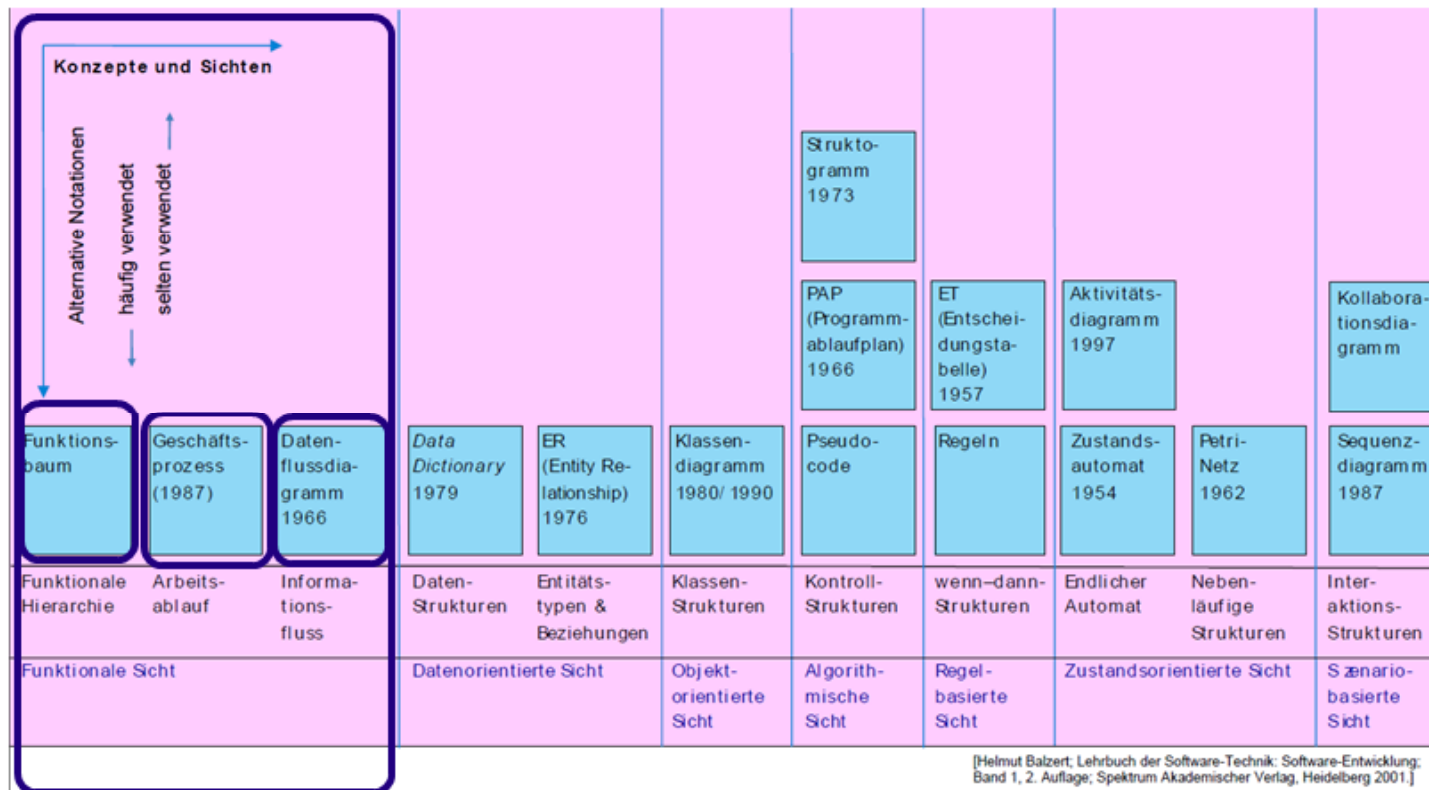 Konzepte und Sichten
Alternative Notationen
häufig verwendet
selten verwendet
Strukto-
gramm
1973
PAP
(Programm-
ablaufplan)
1966
ET
(Entschei-
dungsta-
belle)
1957
Aktivitäts-
diagramm
1997
Kollabora-
tionsdia-
gramm
Funktions-
baum
Geschäfts-
prozess
(1987)
Daten-
flussdia-
gramm
1966
Data
Dictionary
1979
ER
(Entity Re-
lationship)
1976
Klassen-
diagramm
1980/ 1990
Pseudo-
code
Regeln
Zustands-
automat
1954
Petri-
Netz
1962
Sequenz-
diagramm
1987
Funktionale
Hierarchie
Arbeits-
ablauf
Informa-
tions-
fluss
Daten-
Strukturen
Entitäts-
typen &
Beziehungen
Klassen-
Strukturen
Kontroll-
Strukturen
wenn–dann-
Strukturen
Endlicher
Automat
Neben-
läufige
Strukturen
Inter-
aktions-
Strukturen
Funktionale Sicht
Datenorientierte Sicht
Objekt-
orientierte
Sicht
Algorith-
mische
Sicht
Regel-
basierte
Sicht
Zustandsorientierte Sicht
Szenario-
basierte
Sicht
[Helmut Balzert; Lehrbuch der Software-Technik: Software-Entwicklung;
Band 1, 2. Auflage; Spektrum Akademischer Verlag, Heidelberg 2001.]